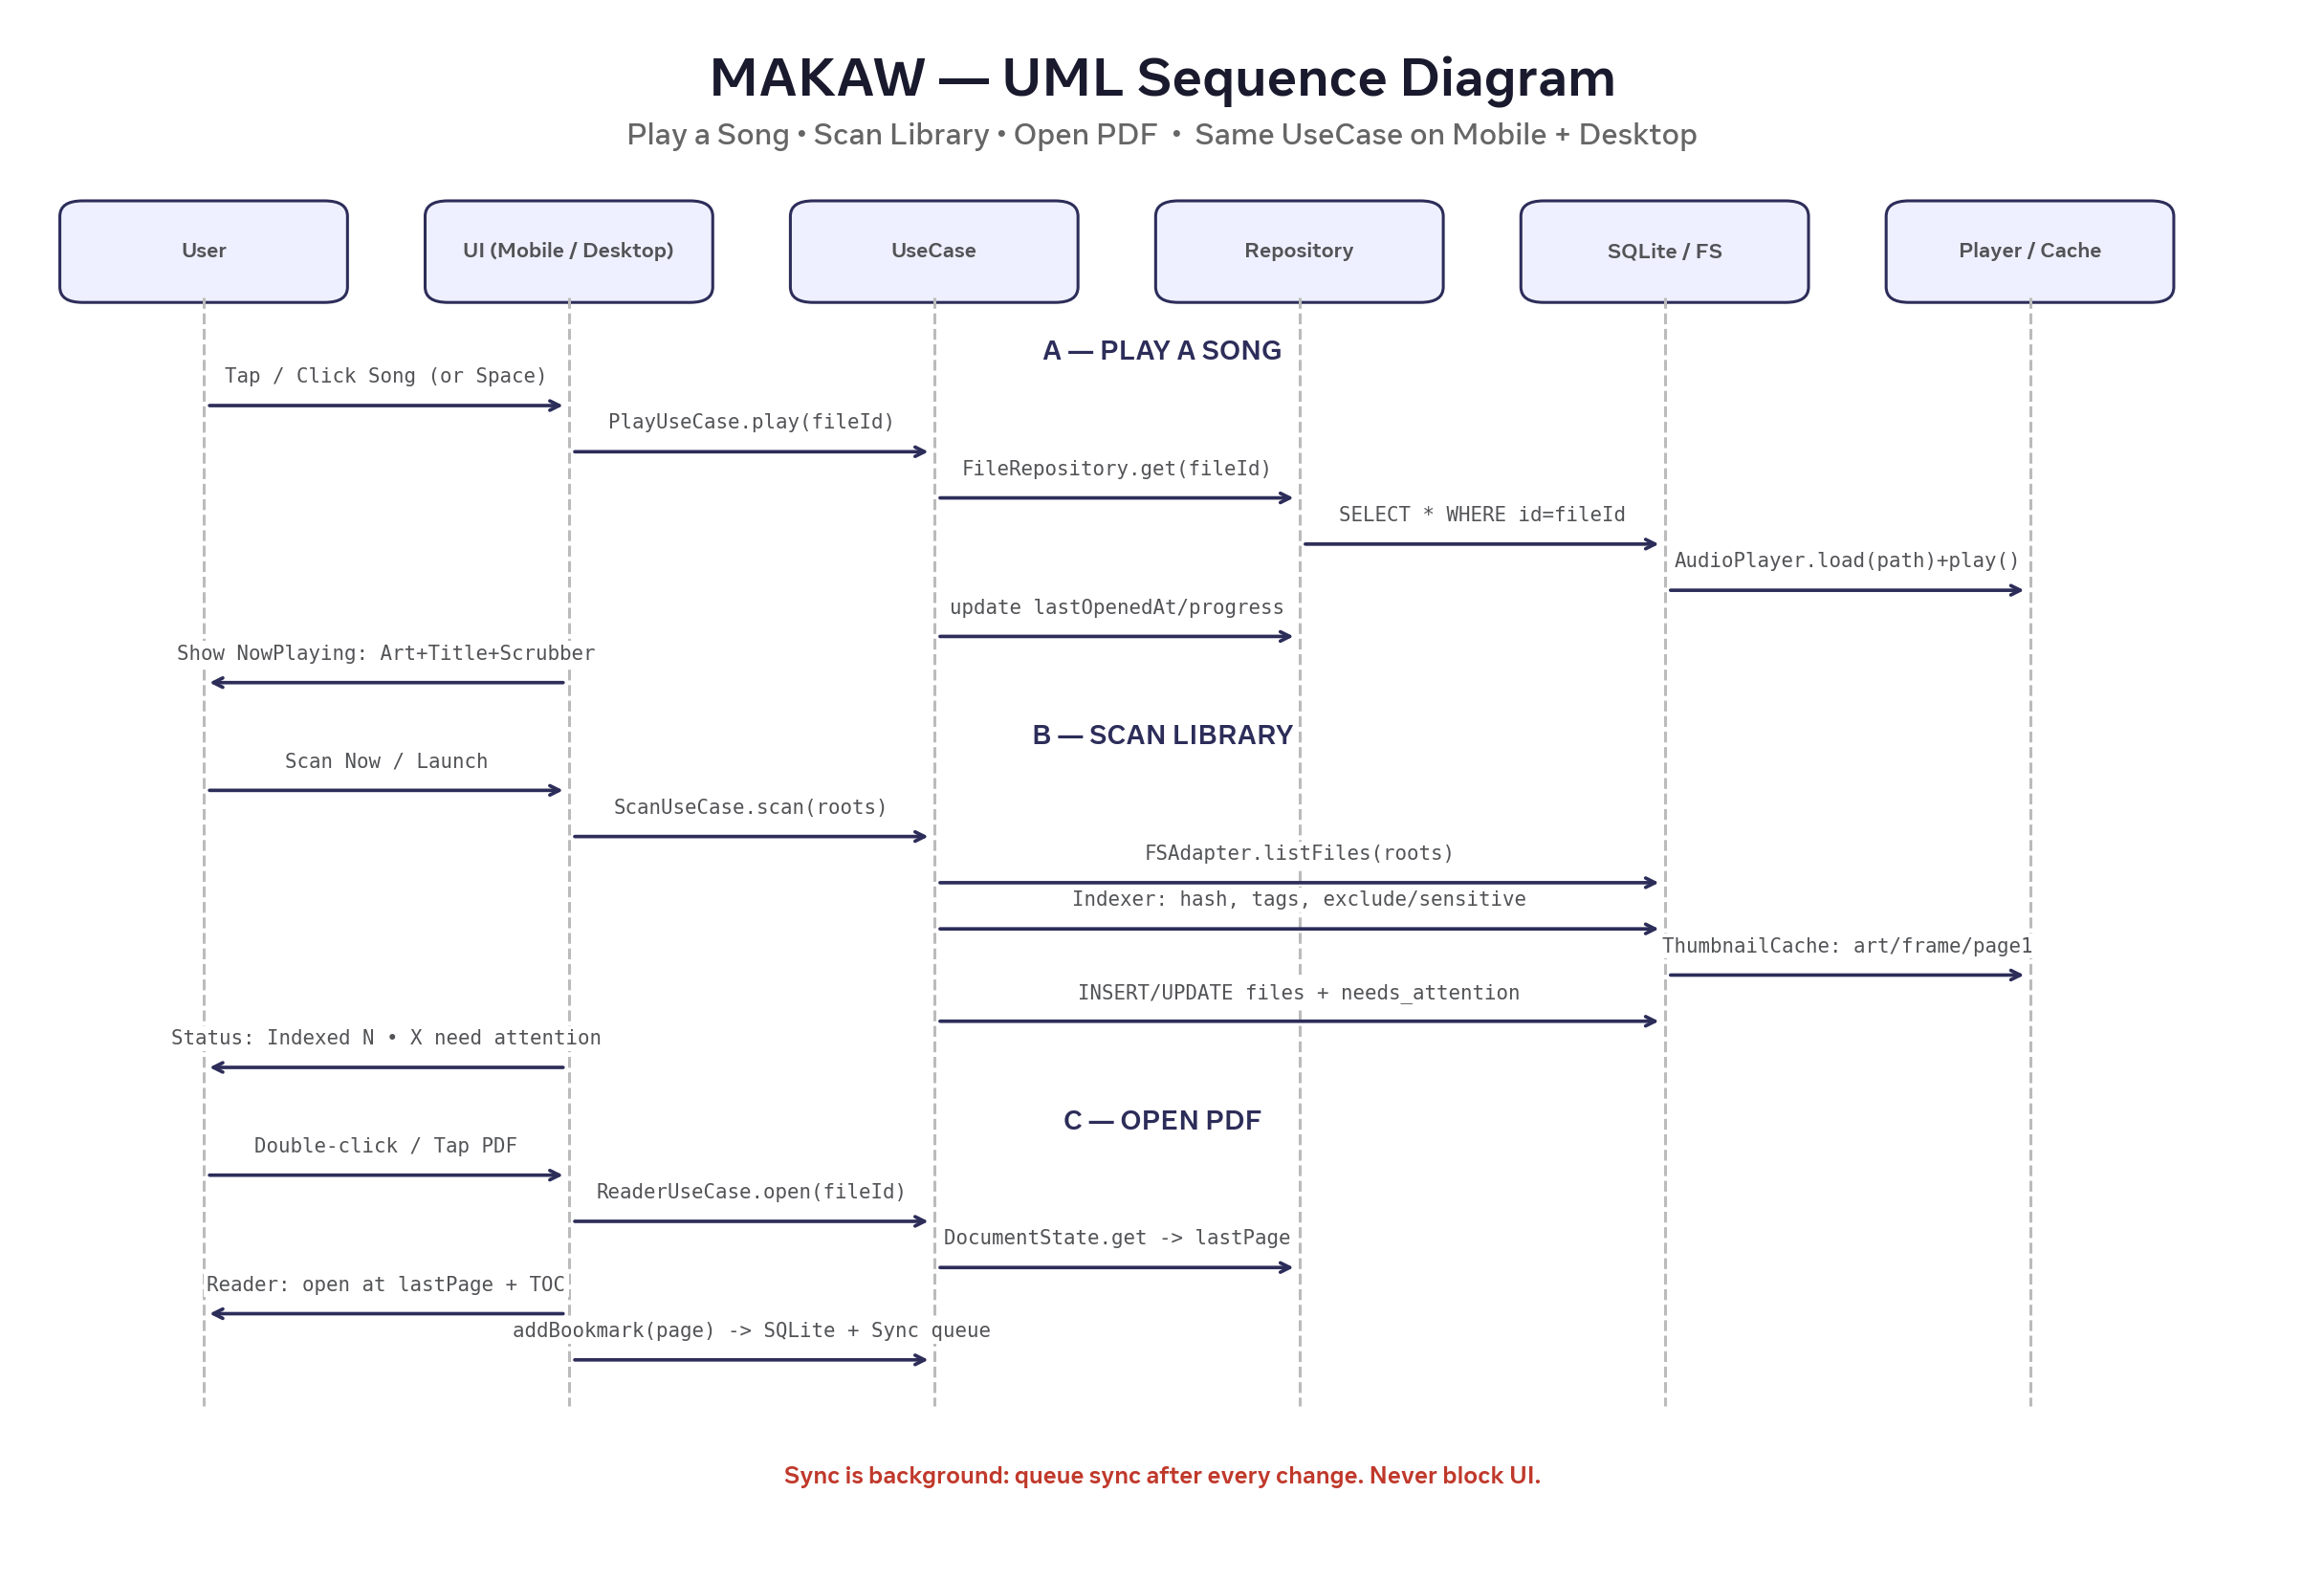 MAKAW — UML Sequence Diagram
Play a Song • Scan Library • Open PDF • Same UseCase on Mobile + Desktop
User
UI (Mobile / Desktop)
UseCase
Repository
SQLite / FS
Player / Cache
A — PLAY A SONG
Tap / Click Song (or Space)
PlayUseCase.play(fileId)
FileRepository.get(fileId)
SELECT * WHERE id=fileId
AudioPlayer.load(path)+play()
update lastOpenedAt/progress
Show NowPlaying: Art+Title+Scrubber
B — SCAN LIBRARY
Scan Now / Launch
ScanUseCase.scan(roots)
FSAdapter.listFiles(roots)
Indexer: hash, tags, exclude/sensitive
ThumbnailCache: art/frame/page1
INSERT/UPDATE files + needs_attention
Status: Indexed N • X need attention
C — OPEN PDF
Double-click / Tap PDF
ReaderUseCase.open(fileId)
DocumentState.get -> lastPage
Reader: open at lastPage + TOC
addBookmark(page) -> SQLite + Sync queue
Sync is background: queue sync after every change. Never block UI.